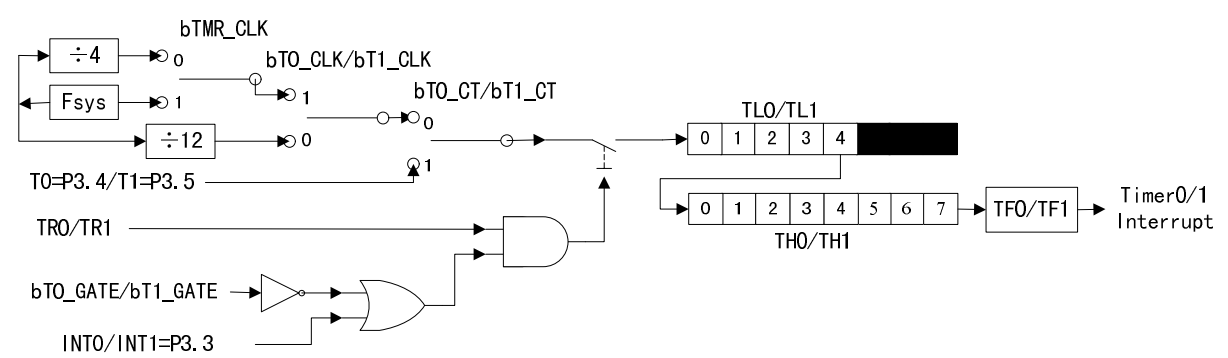 bTMR_CLK
÷4
0
bT0_CLK/bT1_CLK
Fsys
1
1
bT0_CT/bT1_CT
0
÷12
0
TL0/TL1
0 1 2 3 4
1
T0=P3.4/T1=P3.5
0 1 2 3 4 5 6 7
TF0/TF1
Timer0/1
Interrupt
TR0/TR1
TH0/TH1
bT0_GATE/bT1_GATE
INT0/INT1=P3.3